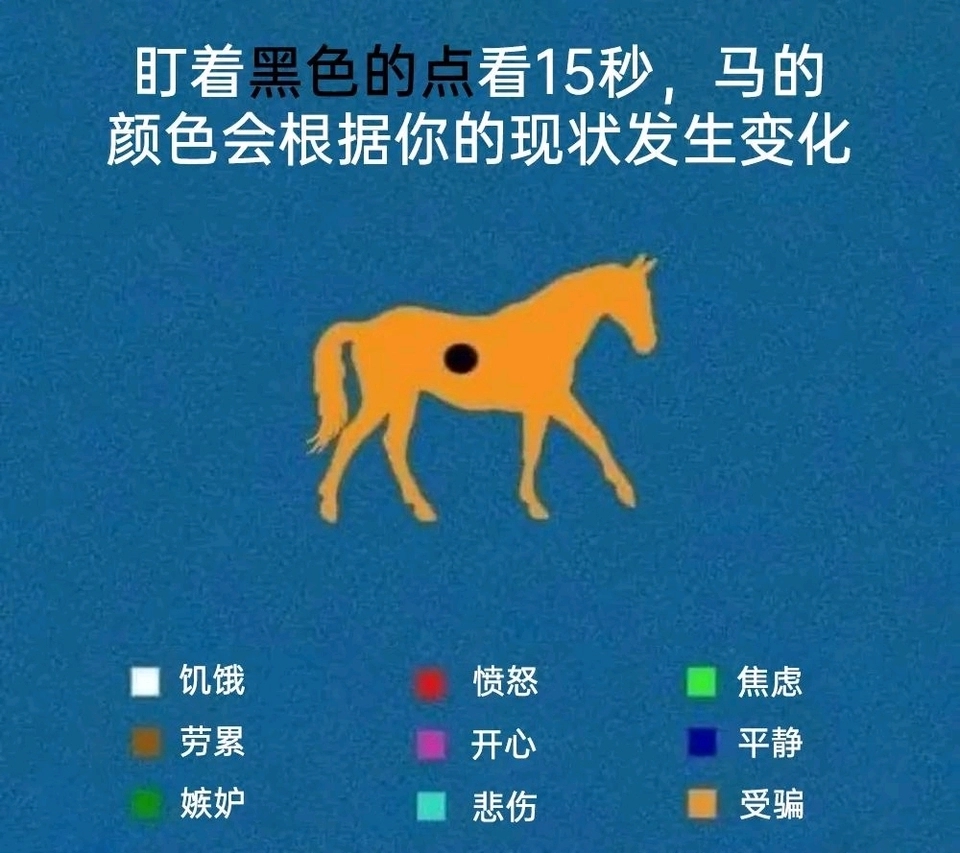 盯着黑色的点看15秒，马的
颜色会根据你的现状发生变化
饥饿 愤怒 焦虑
劳累 开心 平静
嫉妒 悲伤 受骗